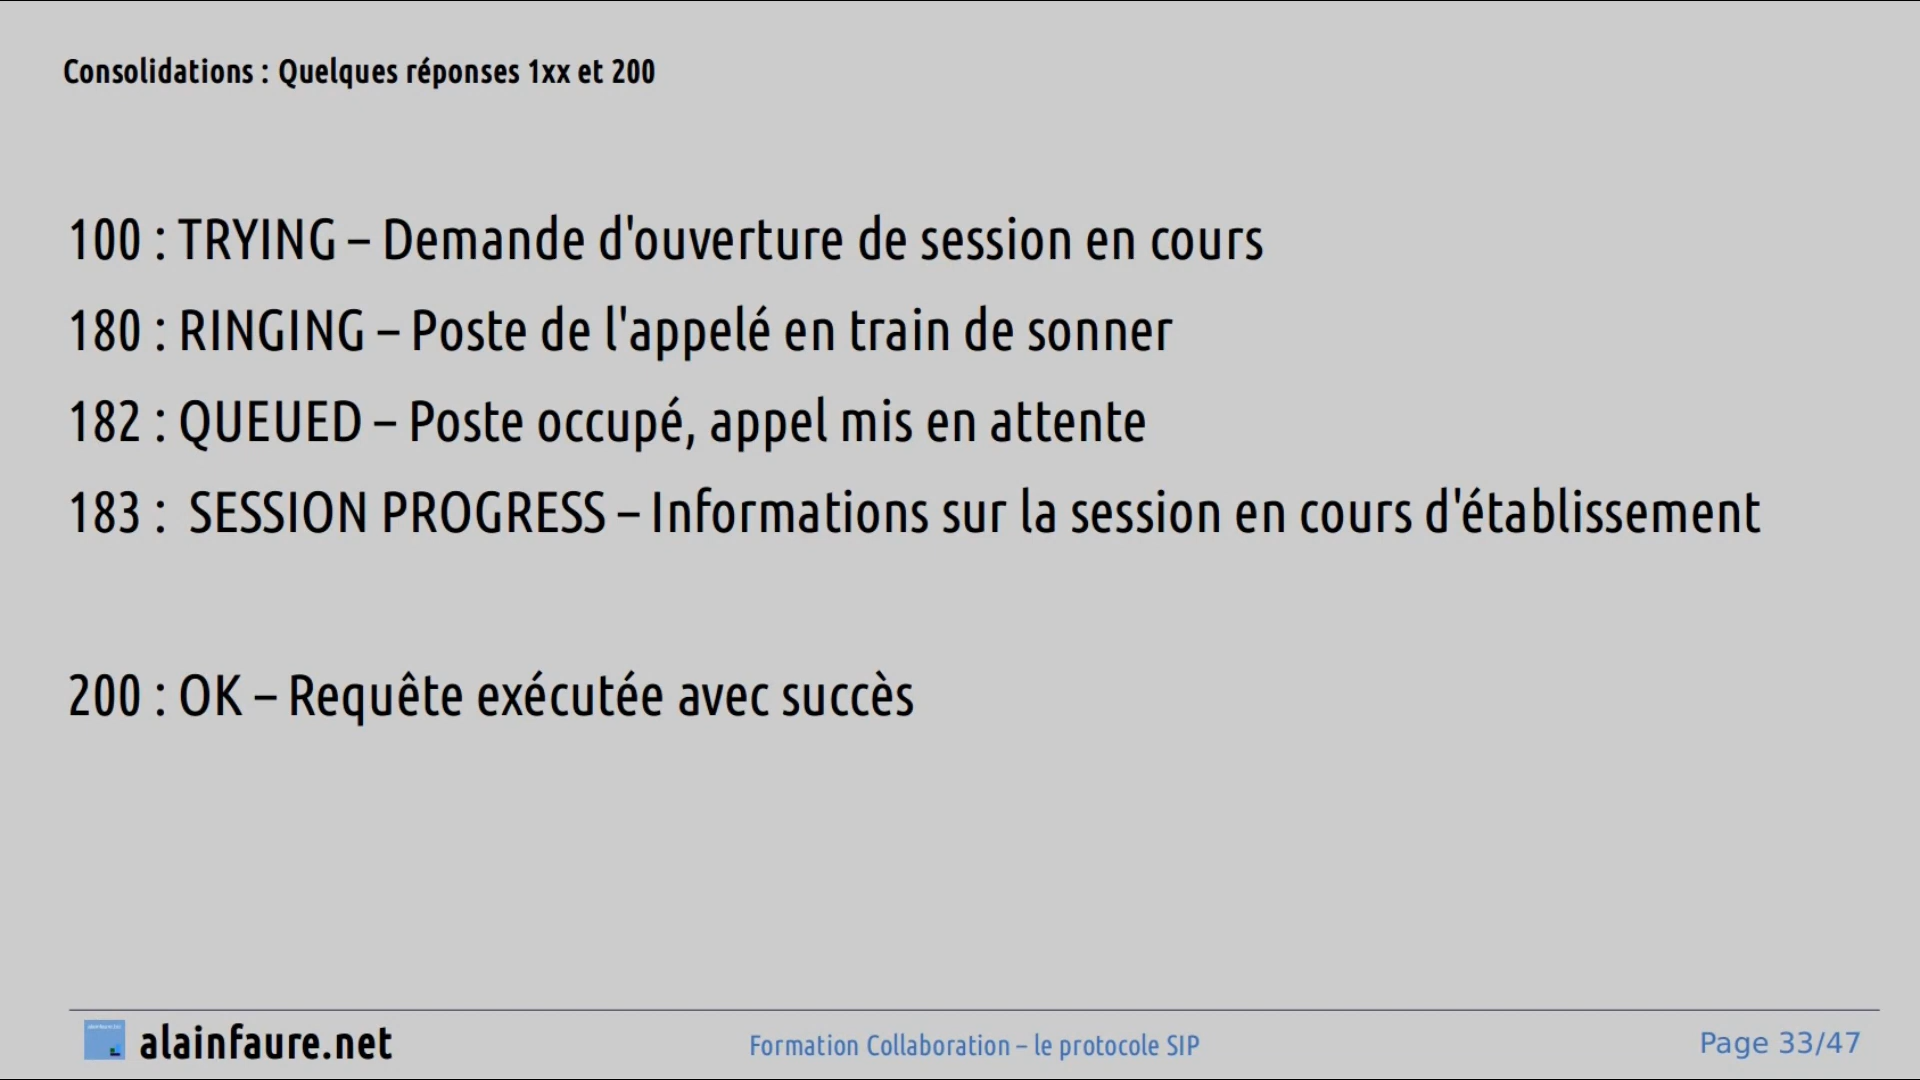 Consolidations : Quelques réponses 1xx et 200
100 : TRYING – Demande d'ouverture de session en cours
180 : RINGING – Poste de l'appelé en train de sonner
182 : QUEUED – Poste occupé, appel mis en attente
183 :  SESSION PROGRESS – Informations sur la session en cours d'établissement
200 : OK – Requête exécutée avec succès
alainfaure.net
Formation Collaboration – le protocole SIP
Page 33/47